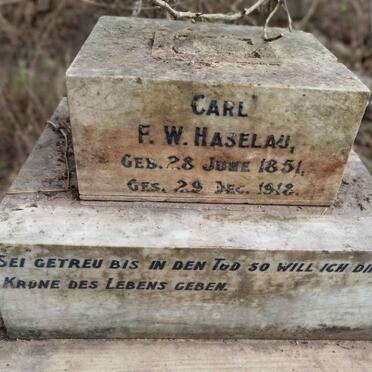 CARL
F. W. HASELAU,
GEB. 28 JUNE 1851,
GES. 29 DEC. 1912.
SEI GETREU BIS IN DEN TOD SO WILL ICH DIR
KRONE DES LEBENS GEBEN.